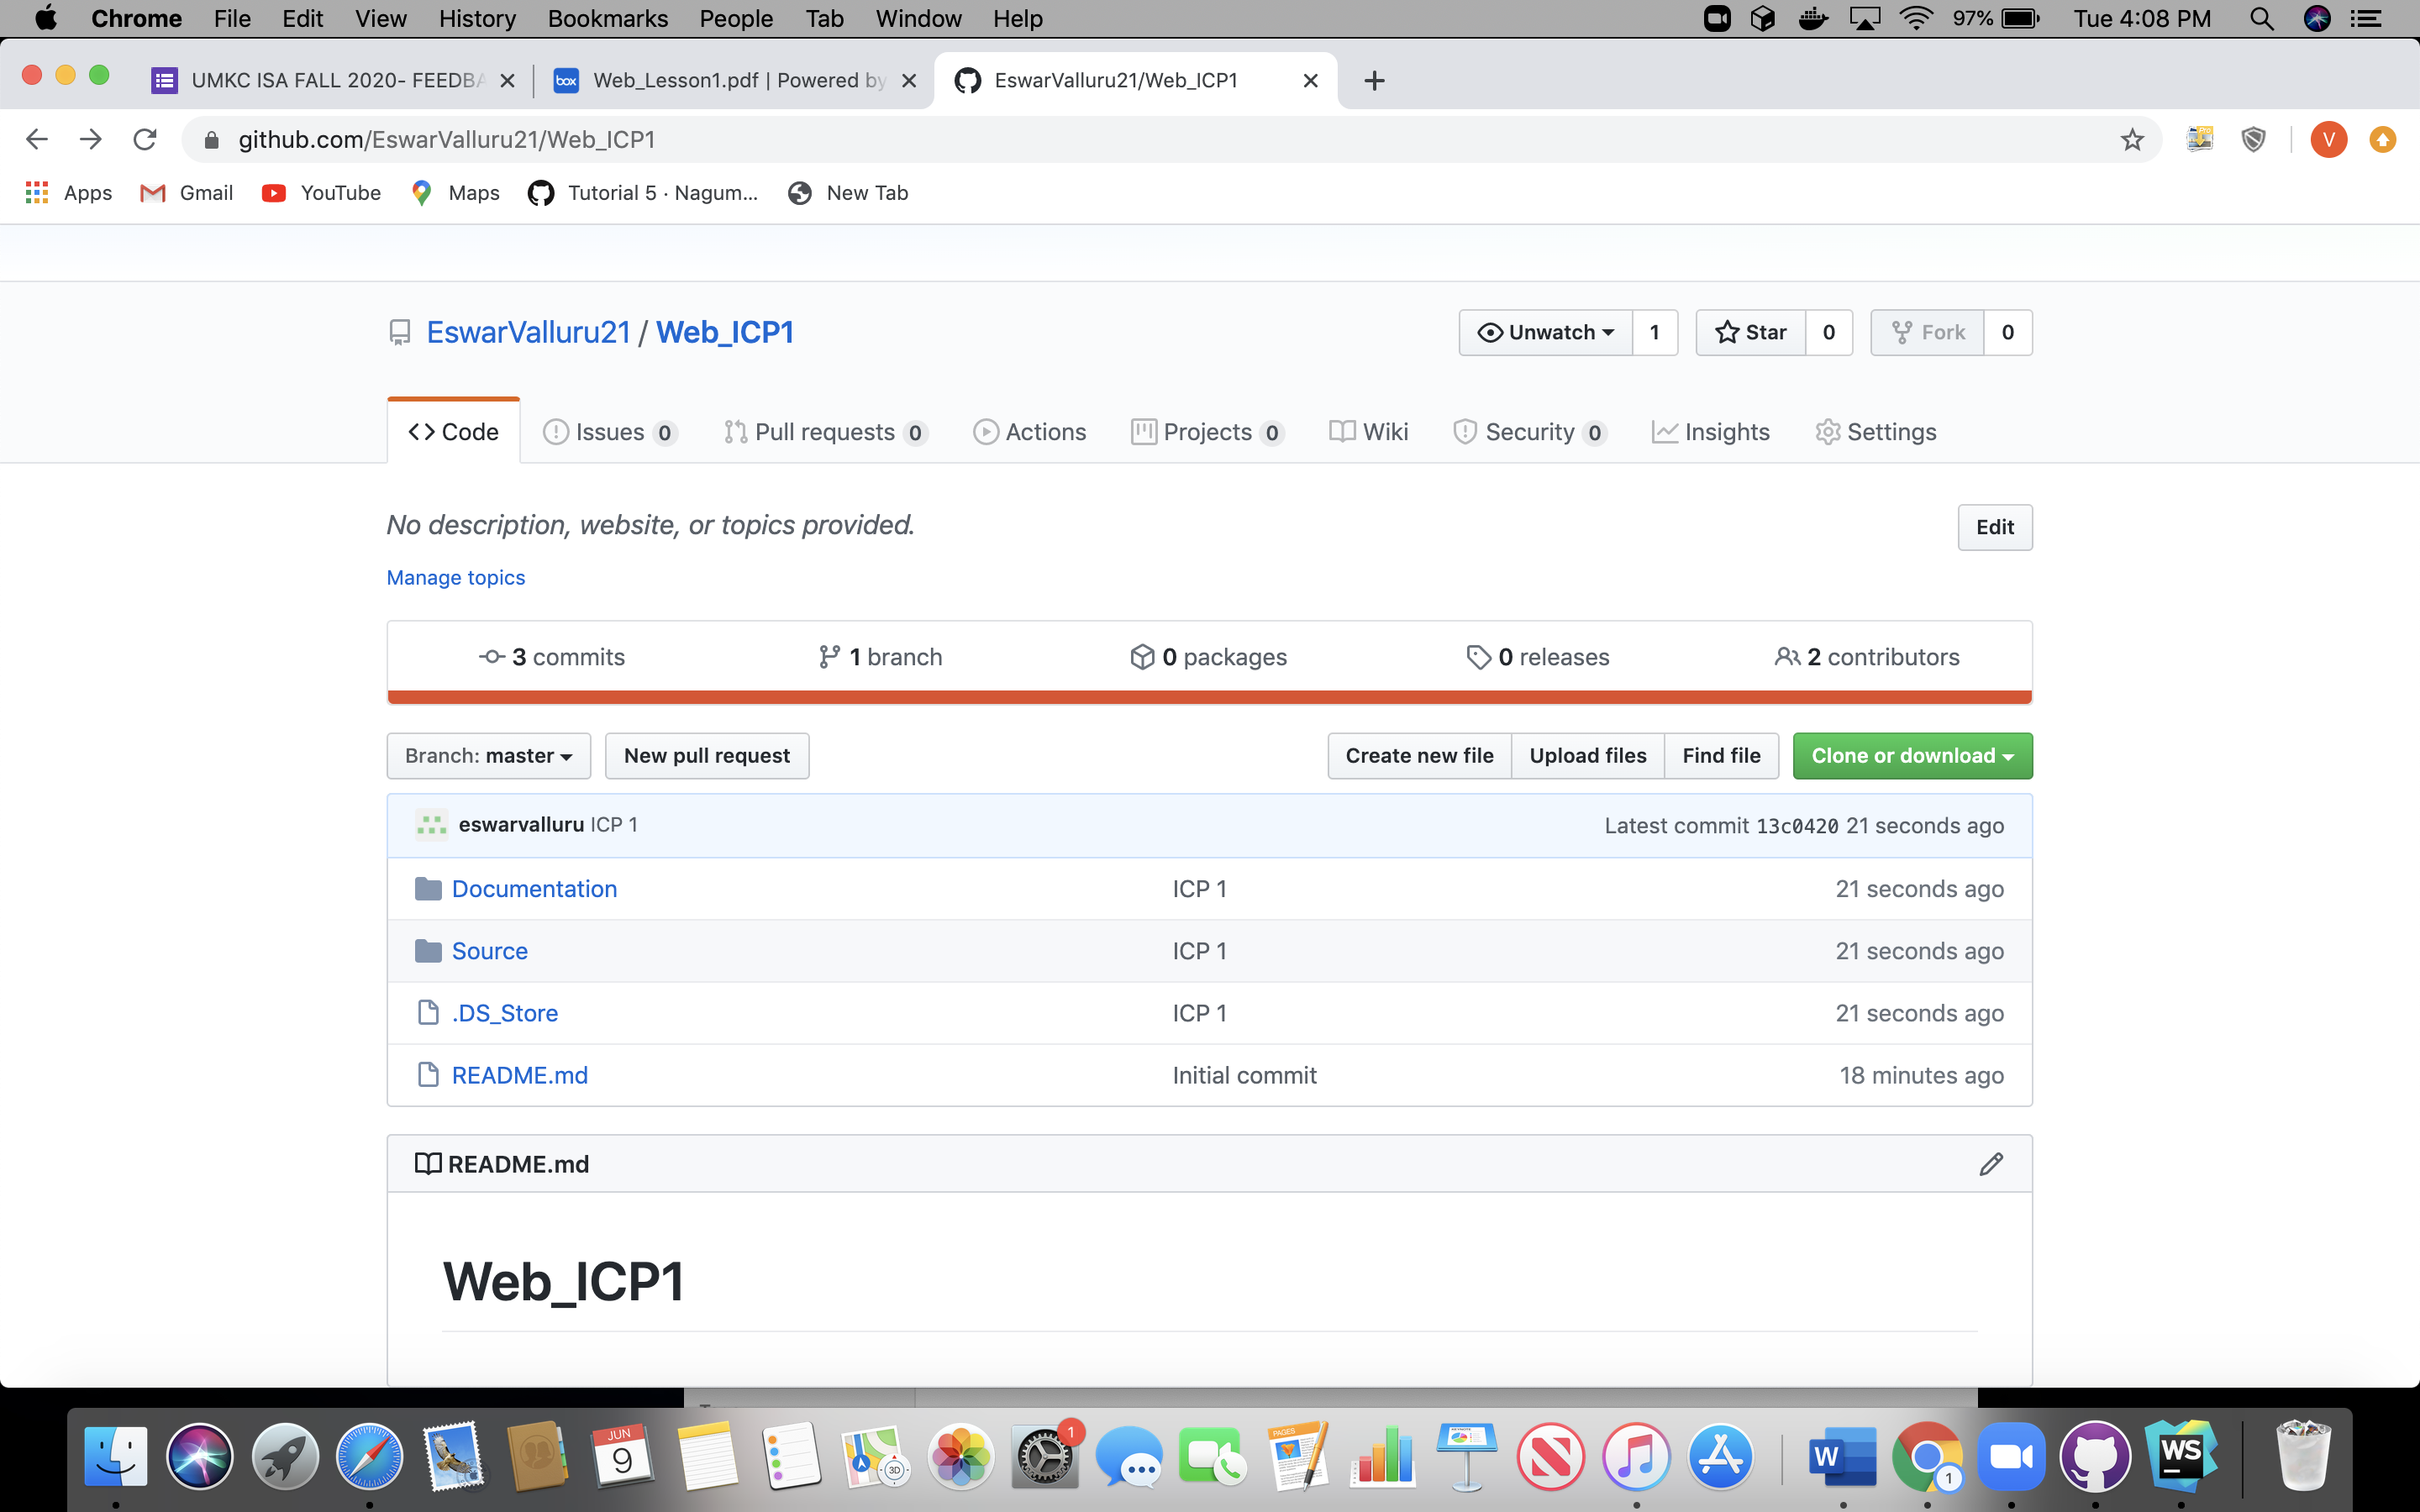 Chrome File Edit View History Bookmarks People Tab Window Help 97% Tue 4:08 PM
UMKC ISA FALL 2020- FEEDBA box Web_Lesson1.pdf | Powered by EswarValluru21/Web_ICP1
github.com/EswarValluru21/Web_ICP1 V
Apps Gmail YouTube Maps Tutorial 5 · Nagum... New Tab
EswarValluru21 / Web_ICP1 Unwatch 1 Star 0 Fork 0
Code Issues 0 Pull requests 0 Actions Projects 0 Wiki Security 0 Insights Settings
No description, website, or topics provided. Edit
Manage topics
3 commits 1 branch 0 packages 0 releases 2 contributors
Branch: master New pull request Create new file Upload files Find file Clone or download
eswarvalluru ICP 1 Latest commit 13c0420 21 seconds ago
Documentation ICP 1 21 seconds ago
Source ICP 1 21 seconds ago
.DS_Store ICP 1 21 seconds ago
README.md Initial commit 18 minutes ago
README.md
Web_ICP1
JUN 9 3D 1 PAGES W 1 WS